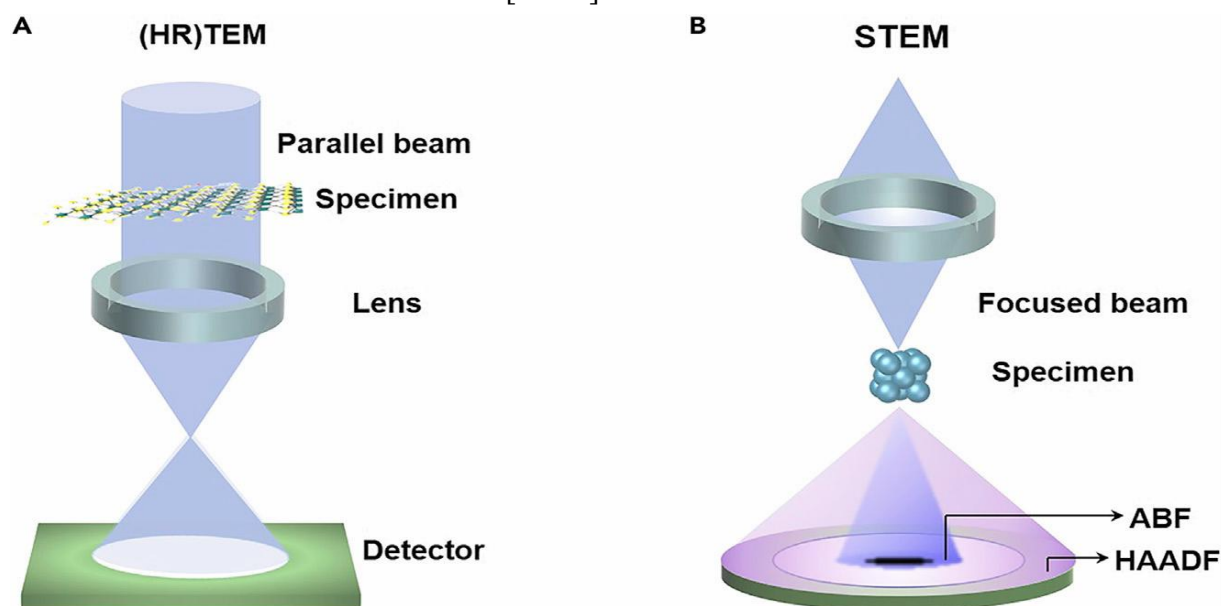 A
(HR)TEM
Parallel beam
Specimen
Lens
Detector
B
STEM
Focused beam
Specimen
ABF
HAADF